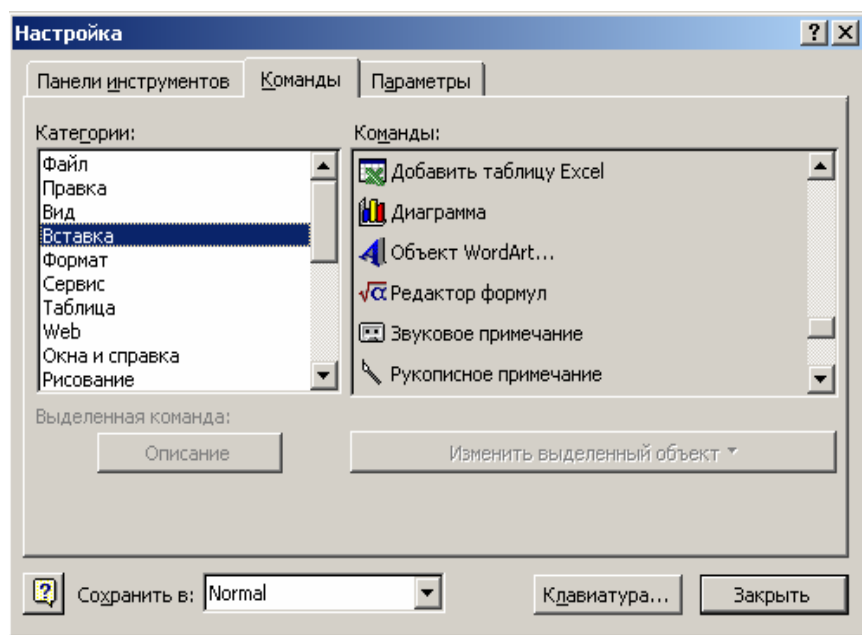 Настройка
Панели инструментов Команды Параметры
Категории: Команды:
Файл
Правка
Вид
Вставка
Формат
Сервис
Таблица
Web
Окна и справка
Рисование
Добавить таблицу Excel
Диаграмма
Объект WordArt...
Редактор формул
Звуковое примечание
Рукописное примечание
Выделенная команда:
Описание Изменить выделенный объект
Сохранить в: Normal Клавиатура... Закрыть